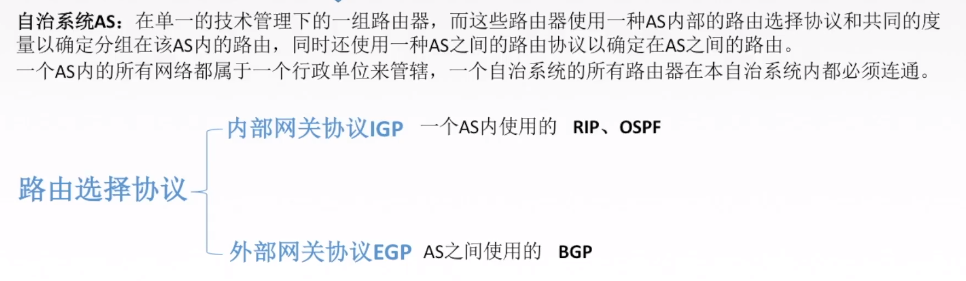 自治系统AS：在单一的技术管理下的一组路由器，而这些路由器使用一种AS内部的路由选择协议和共同的度
量以确定分组在该AS内的路由，同时还使用一种AS之间的路由协议以确定在AS之间的路由。
一个AS内的所有网络都属于一个行政单位来管辖，一个自治系统的所有路由器在本自治系统内都必须连通。
内部网关协议IGP 一个AS内使用的 RIP、OSPF
路由选择协议
外部网关协议EGP AS之间使用的 BGP